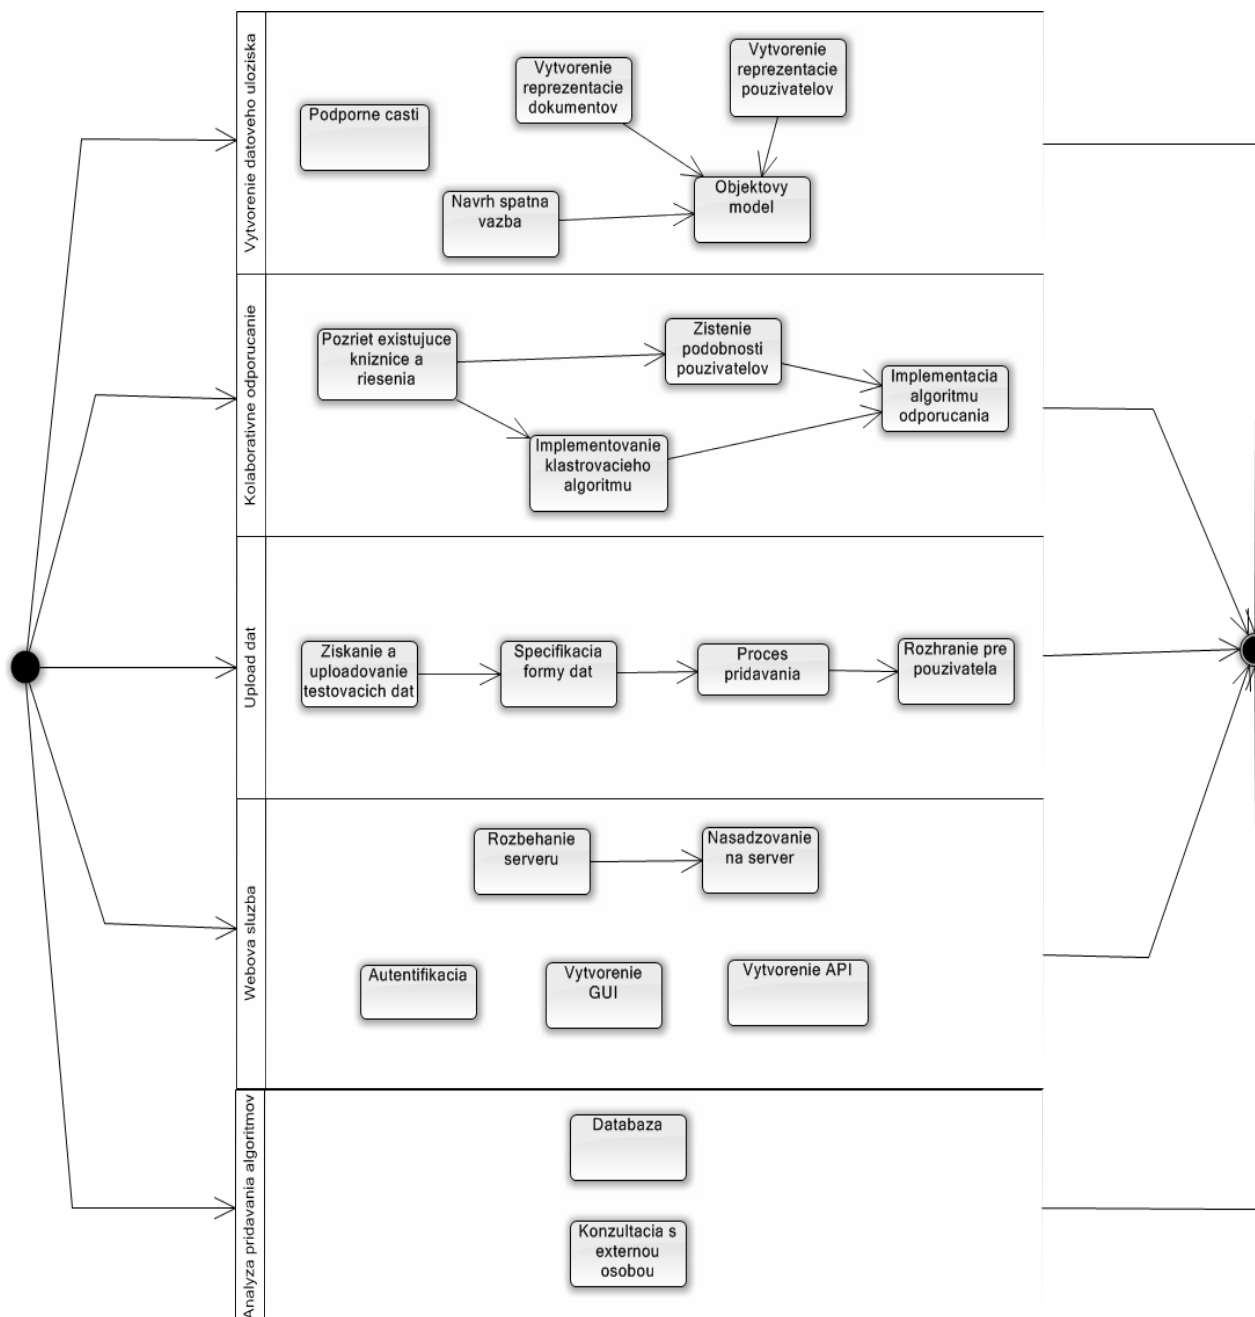 Vytvorenie datoveho uloziska
Podporne casti
Vytvorenie
reprezentacie
dokumentov
Vytvorenie
reprezentacie
pouzivatelov
Navrh spatna
vazba
Objektovy
model
Kolaborativne odporucanie
Pozriet existujuce
kniznice a
riesenia
Zistenie
podobnosti
pouzivatelov
Implementovanie
klastrovacieho
algoritmu
Implementacia
algoritmu
odporucania
Upload dat
Ziskanie a
uploadovanie
testovacich dat
Specifikacia
formy dat
Proces
pridavania
Rozhranie pre
pouzivatela
Webova sluzba
Rozbehanie
serveru
Nasadzovanie
na server
Autentifikacia
Vytvorenie
GUI
Vytvorenie API
Analyza pridavania algoritmov
Databaza
Konzultacia s
externou
osobou